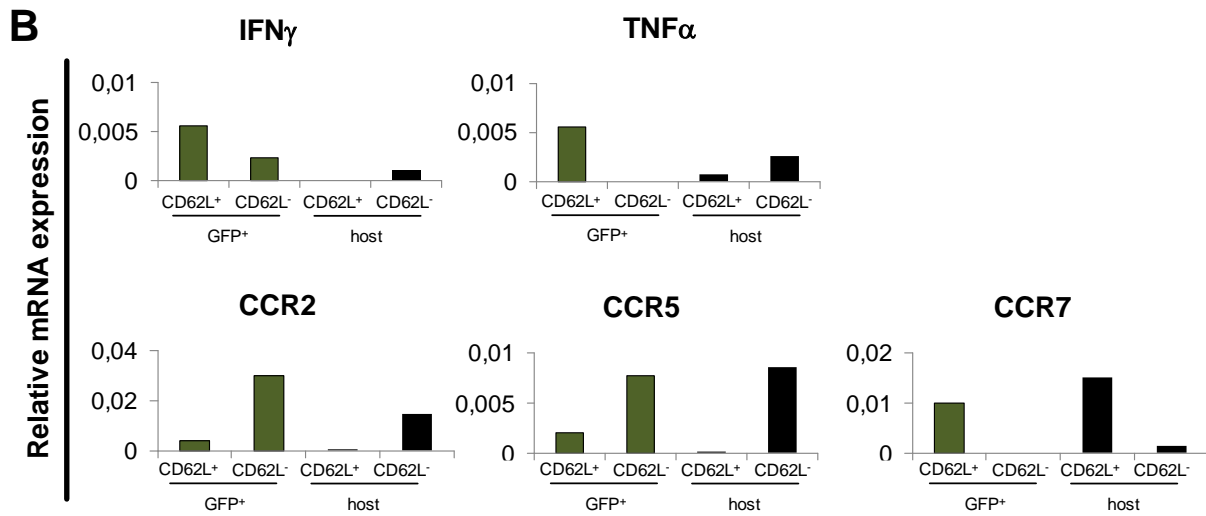 B
IFNγ
TNFα
Relative mRNA expression
0,01
0,005
0
CD62L⁺ CD62L⁻ CD62L⁺ CD62L⁻
GFP⁺ host
0,01
0,005
0
CD62L⁺ CD62L⁻ CD62L⁺ CD62L⁻
GFP⁺ host
CCR2
CCR5
CCR7
0,04
0,02
0
CD62L⁺ CD62L⁻ CD62L⁺ CD62L⁻
GFP⁺ host
0,01
0,005
0
CD62L⁺ CD62L⁻ CD62L⁺ CD62L⁻
GFP⁺ host
0,02
0,01
0
CD62L⁺ CD62L⁻ CD62L⁺ CD62L⁻
GFP⁺ host